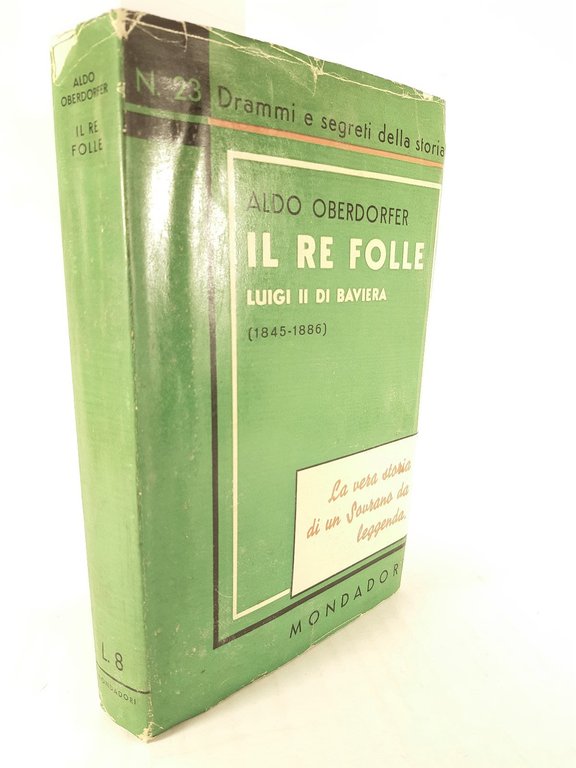 ALDO
OBERDORFER
IL RE
FOLLE
L. 8
MONDADORI
N. 23 Drammi e segreti della storia
ALDO OBERDORFER
IL RE FOLLE
LUIGI II DI BAVIERA
(1845-1886)
La vera storia
di un Sovrano da
leggenda.
MONDADORI